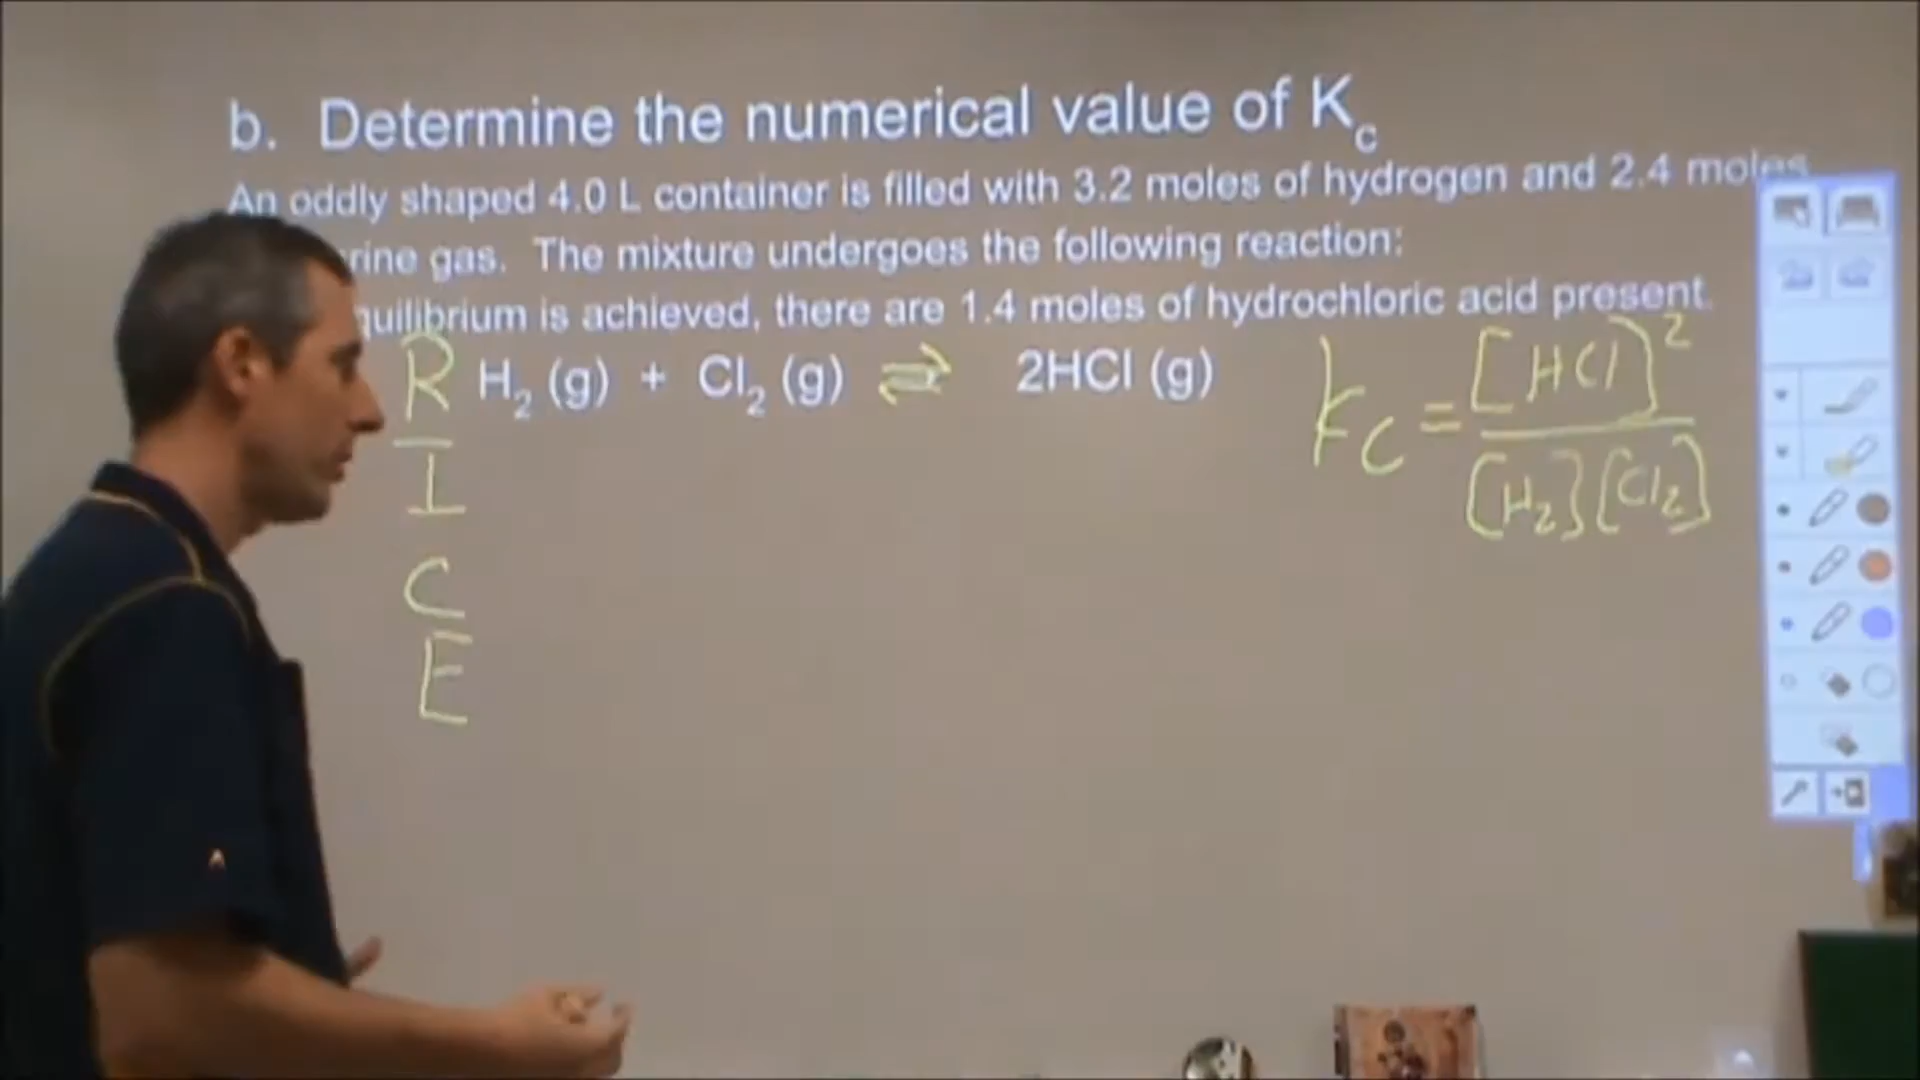 b. Determine the numerical value of Kc
An oddly shaped 4.0 L container is filled with 3.2 moles of hydrogen and 2.4 moles
rine gas. The mixture undergoes the following reaction:
quilibrium is achieved, there are 1.4 moles of hydrochloric acid present.
R H₂ (g) + Cl₂ (g) ⇌ 2HCl (g)
Kc = [HCl]² / [H₂][Cl₂]
I
C
E